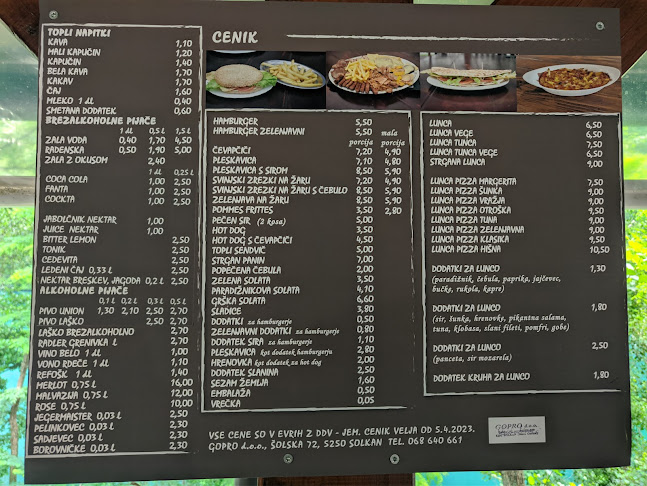 CENIK
TOPLI NAPITKI
KAVA 1,10
MALI KAPUČIN 1,20
KAPUČIN 1,40
BELA KAVA 1,70
KAKAV 1,70
ČAJ 1,60
MLEKO 1 dL 0,40
SMETANA DODATEK 0,60
BREZALKOHOLNE PIJAČE
1 dL 0,5 L 1,5 L
ZALA VODA 0,40 1,70 4,50
RADENSKA 0,50 1,90 5,00
ZALA Z OKUSOM 2,40
1 dL 0,25 L
COCA COLA 1,00 2,50
FANTA 1,00 2,50
COCKTA 1,00 2,50
JABOLČNIK NEKTAR 1,00
JUICE NEKTAR 1,00
BITTER LEMON 2,50
TONIK 2,50
CEDEVITA 2,50
LEDENI ČAJ 0,33 L 2,50
NEKTAR BRESKEV, JAGODA 0,2 L 2,50
ALKOHOLNE PIJAČE
0,1 L 0,2 L 0,3 L 0,5 L
PIVO UNION 1,30 2,10 2,50 2,70
PIVO LAŠKO 2,50 2,70
LAŠKO BREZALKOHOLNO 2,70
RADLER GRENIVKA L 2,70
VINO BELO 1 dL 1,00
VONO RDEČE 1 dL 1,10
REFOŠK 1 dL 1,40
MERLOT 0,75 L 16,00
MALVAZIJA 0,75 L 12,00
ROSE 0,75 L 10,00
JEGERMASTER 0,03 L 2,50
PELINKOVEC 0,03 L 2,50
SADJEVEC 0,03 L 2,50
BOROVNIČKE 0,03 L 2,30
HAMBURGER 5,50
HAMBURGER ZELENJAVNI 5,50 mala
porcija porcija
ČEVAPČIČI 7,20 4,90
PLESKAVICA 7,10 4,80
PLESKAVICA S SIROM 8,50 5,90
SVINJSKI ZREZKI NA ŽARU 7,20 4,90
SVINJSKI ZREZKI NA ŽARU S ČEBULO 8,50 5,90
ZELENJAVA NA ŽARU 8,50 5,90
POMMES FRITTES 3,50 2,80
PEČEN SIR (2 kosa) 5,00
HOT DOG 3,50
HOT DOG S ČEVAPČIČI 4,50
TOPLI SENDVIČ 5,00
STRGAN PANIN 7,00
POPEČENA ČEBULA 2,00
ZELENA SOLATA 3,50
PARADIŽNIKOVA SOLATA 4,10
GRŠKA SOLATA 6,60
SLADICE 3,80
DODATKI za hamburgerje 0,50
ZELENJAVNI DODATKI za hamburgerje 0,80
DODATEK SIRA za hamburgerje 1,10
PLESKAVICA kot dodatek hamburgerju 2,80
HRENOVKA kot dodatek za hot dog 2,00
DODATEK SLANINA 2,50
SEZAM ŽEMLJA 1,60
EMBALAŽA 0,50
VREČKA 0,05
LUNCA 6,50
LUNCA VEGE 6,50
LUNCA TUNCA 7,50
LUNCA TUNCA VEGE 6,50
STRGANA LUNCA 9,00
LUNCA PIZZA MARGERITA 7,50
LUNCA PIZZA ŠUNKA 9,00
LUNCA PIZZA VRAŽJA 9,00
LUNCA PIZZA OTROŠKA 9,50
LUNCA PIZZA TUNA 9,00
LUNCA PIZZA ZELENJAVNA 9,00
LUNCA PIZZA KLASIKA 9,50
LUNCA PIZZA HIŠNA 10,50
DODATKI ZA LUNCO 1,30
(paradižnik, čebula, paprika, jajčevec,
bučke, rukola, kapre)
DODATKI ZA LUNCO 1,80
(sir, šunka, hrenovke, pikantna salama,
tuna, klobasa, slani fileti, pomfri, gobe)
DODATKI ZA LUNCO 2,50
(panceta, sir mozarela)
DODATEK KRUHA ZA LUNCO 1,80
VSE CENE SO V EVRIH Z DDV - JEM. CENIK VELJA OD 5.4.2023.
GOPRO d.o.o., ŠOLSKA 72, 5250 SOLKAN TEL. 068 640 661
GOPRO d.o.o.